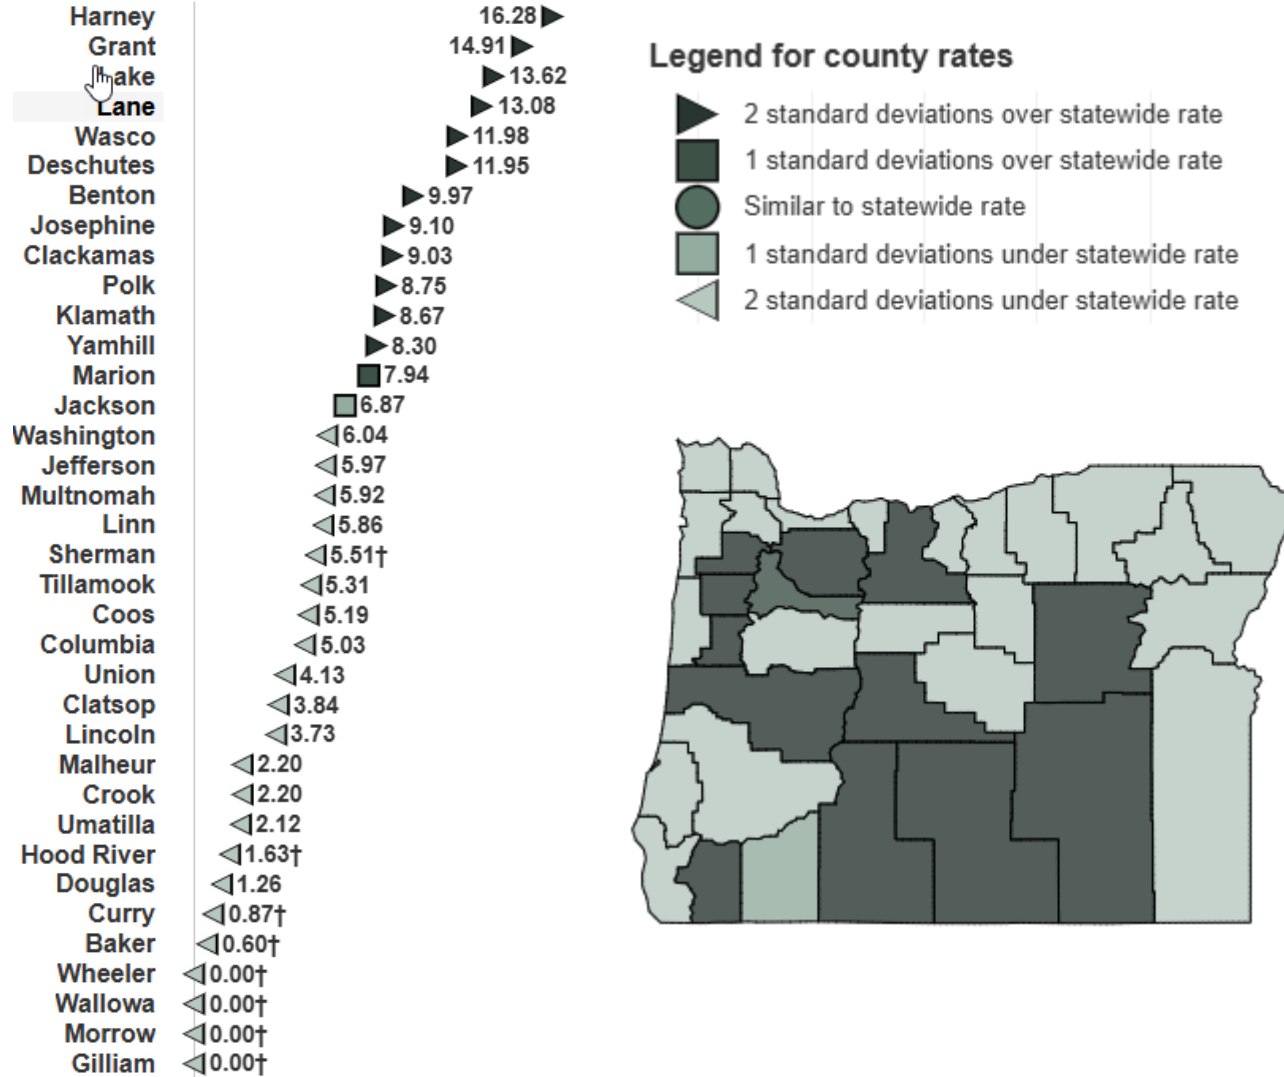 Harney 16.28
Grant 14.91
ake 13.62
Lane 13.08
Wasco 11.98
Deschutes 11.95
Benton 9.97
Josephine 9.10
Clackamas 9.03
Polk 8.75
Klamath 8.67
Yamhill 8.30
Marion 7.94
Jackson 6.87
Washington 6.04
Jefferson 5.97
Multnomah 5.92
Linn 5.86
Sherman 5.51†
Tillamook 5.31
Coos 5.19
Columbia 5.03
Union 4.13
Clatsop 3.84
Lincoln 3.73
Malheur 2.20
Crook 2.20
Umatilla 2.12
Hood River 1.63†
Douglas 1.26
Curry 0.87†
Baker 0.60†
Wheeler 0.00†
Wallowa 0.00†
Morrow 0.00†
Gilliam 0.00†
Legend for county rates
2 standard deviations over statewide rate
1 standard deviations over statewide rate
Similar to statewide rate
1 standard deviations under statewide rate
2 standard deviations under statewide rate